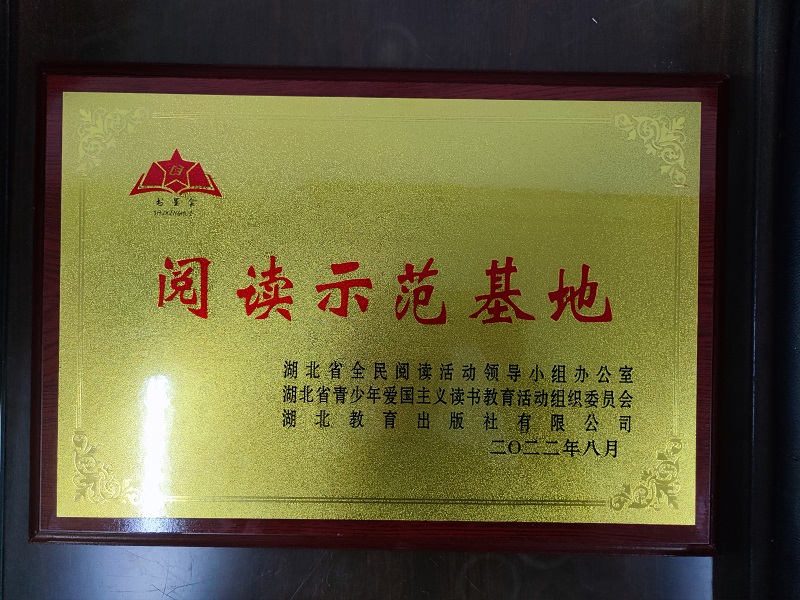 书星会
阅读示范基地
湖北省全民阅读活动领导小组办公室
湖北省青少年爱国主义读书教育活动组织委员会
湖北教育出版社有限公司
二〇二二年八月